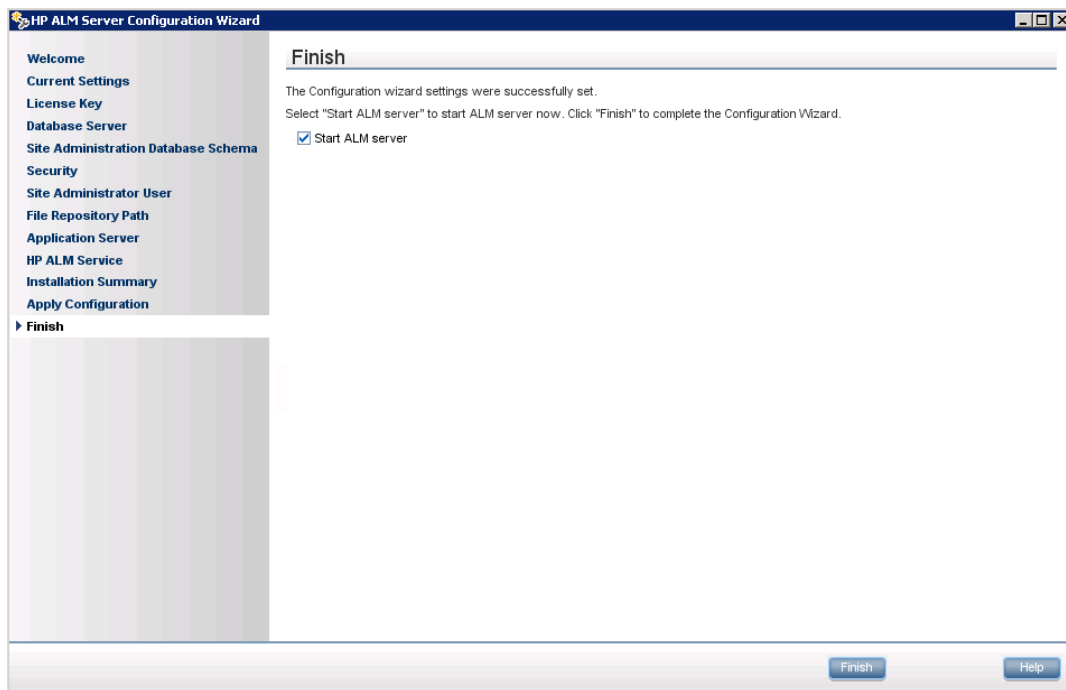 HP ALM Server Configuration Wizard
Welcome
Current Settings
License Key
Database Server
Site Administration Database Schema
Security
Site Administrator User
File Repository Path
Application Server
HP ALM Service
Installation Summary
Apply Configuration
Finish
Finish
The Configuration wizard settings were successfully set.
Select "Start ALM server" to start ALM server now. Click "Finish" to complete the Configuration Wizard.
Start ALM server
Finish
Help